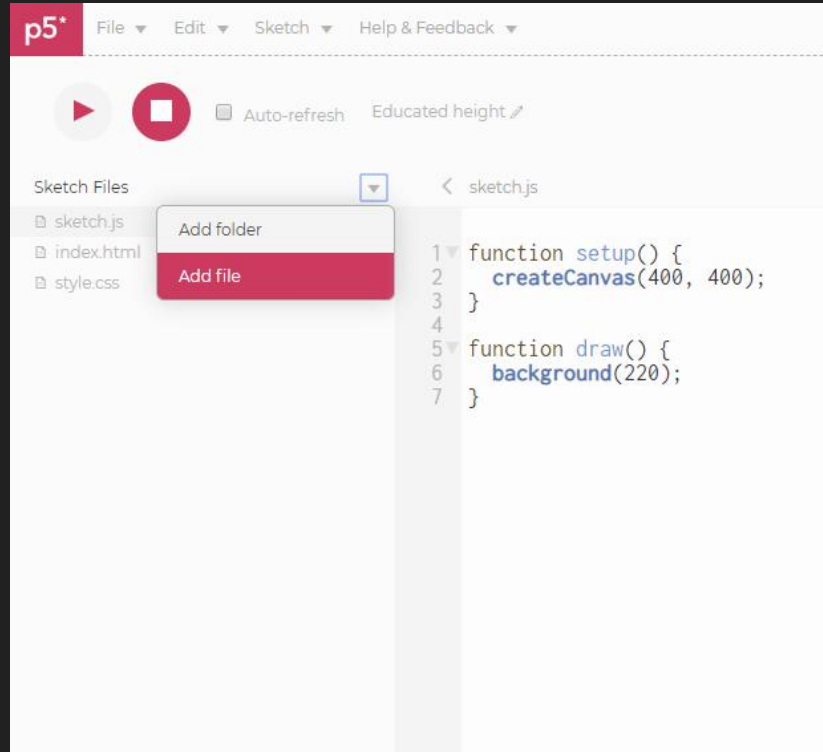 p5* File Edit Sketch Help & Feedback
Auto-refresh Educated height
Sketch Files
sketch.js
index.html
style.css
Add folder
Add file
sketch.js
1 function setup() {
2   createCanvas(400, 400);
3 }
4
5 function draw() {
6   background(220);
7 }